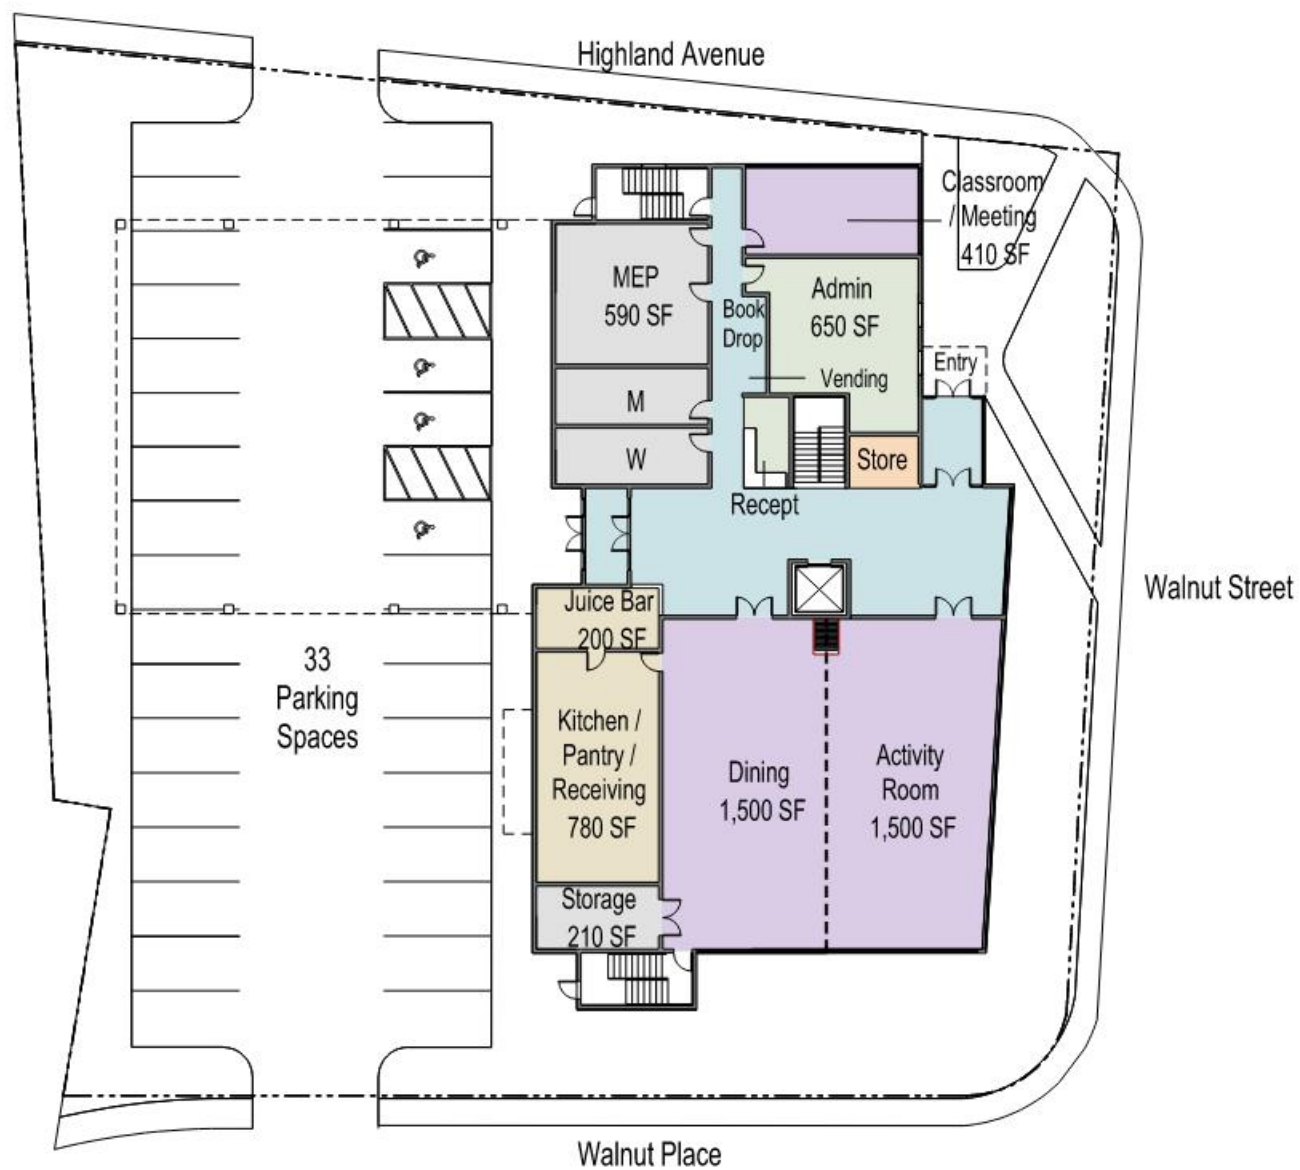 Highland Avenue
Classroom
/ Meeting
410 SF
MEP
590 SF
Admin
650 SF
Book
Drop
Entry
Vending
M
W
Store
Recept
Walnut Street
Juice Bar
200 SF
33
Parking
Spaces
Kitchen /
Pantry /
Receiving
780 SF
Dining
1,500 SF
Activity
Room
1,500 SF
Storage
210 SF
Walnut Place